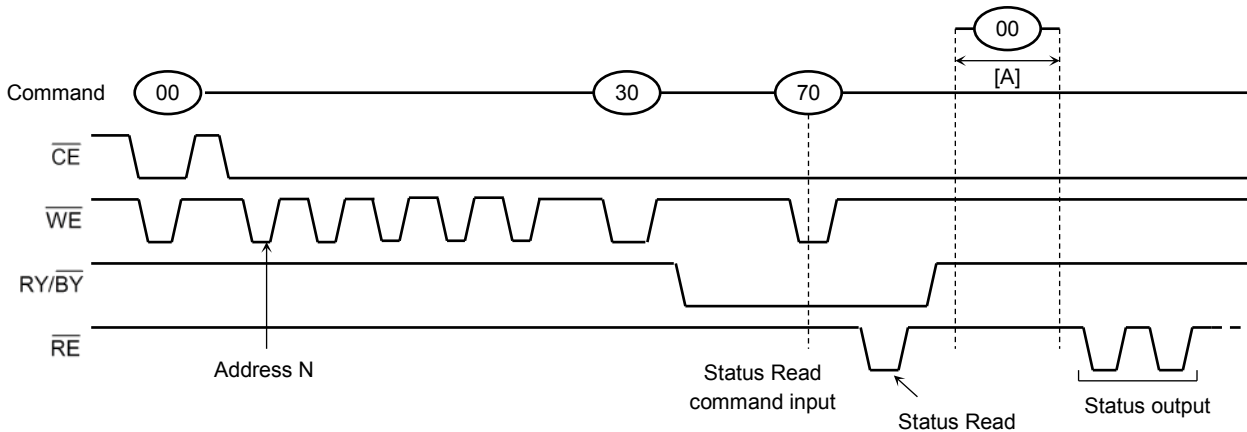 00
[A]
Command 00 30 70
CE
WE
RY/BY
RE
Address N
Status Read
command input
Status Read
Status output